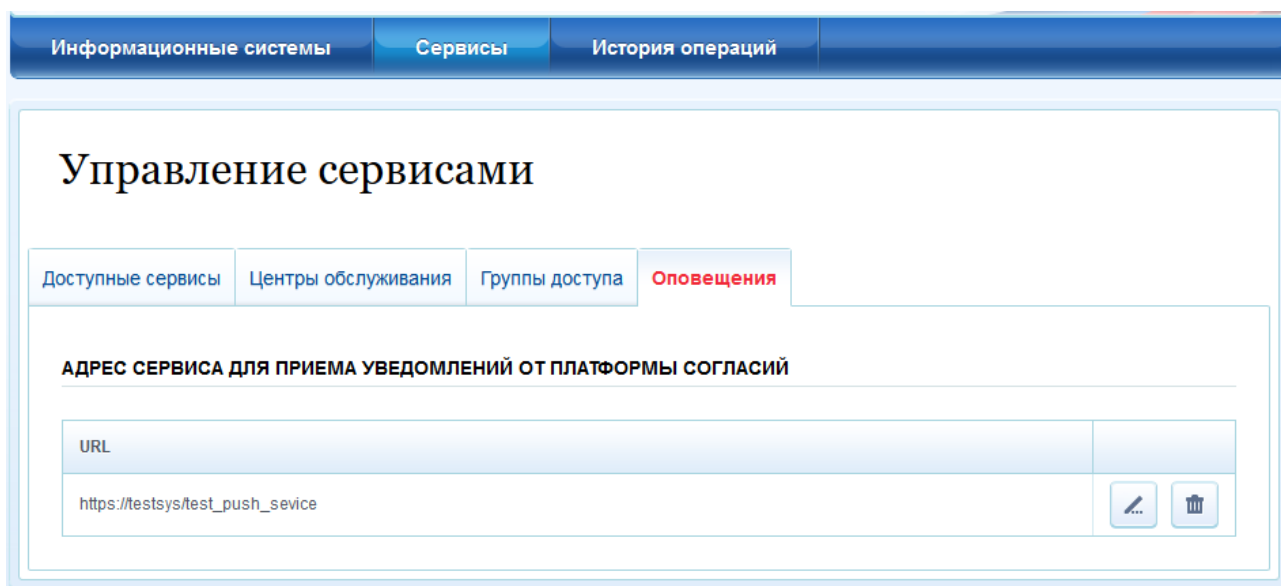 Информационные системы Сервисы История операций
Управление сервисами
Доступные сервисы Центры обслуживания Группы доступа Оповещения
АДРЕС СЕРВИСА ДЛЯ ПРИЕМА УВЕДОМЛЕНИЙ ОТ ПЛАТФОРМЫ СОГЛАСИЙ
URL
https://testsys/test_push_sevice